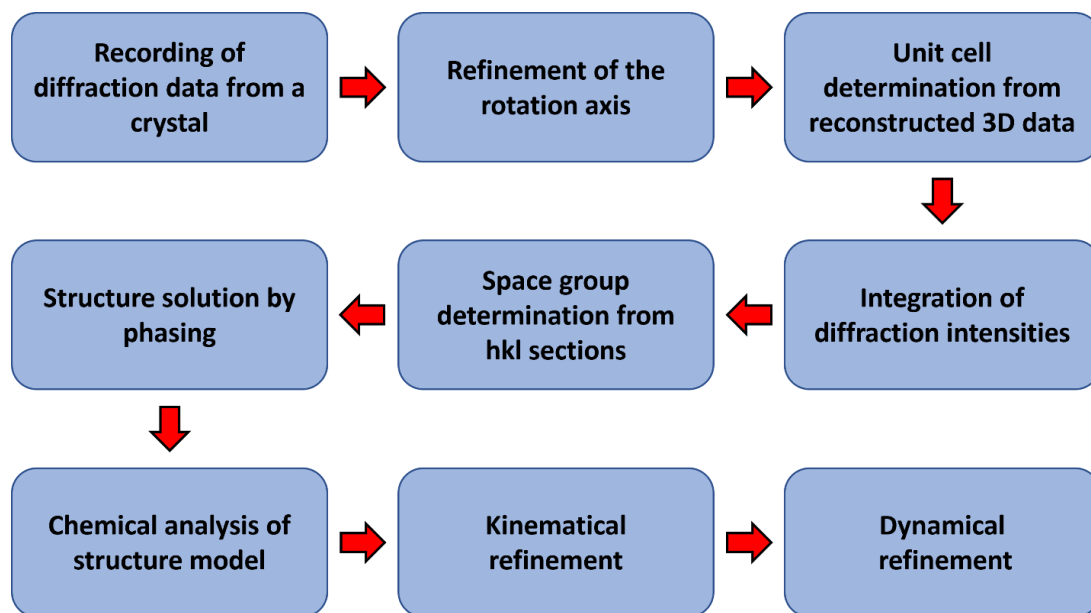 Recording of
diffraction data from a
crystal
Refinement of the
rotation axis
Unit cell
determination from
reconstructed 3D data
Integration of
diffraction intensities
Space group
determination from
hkl sections
Structure solution by
phasing
Chemical analysis of
structure model
Kinematical
refinement
Dynamical
refinement